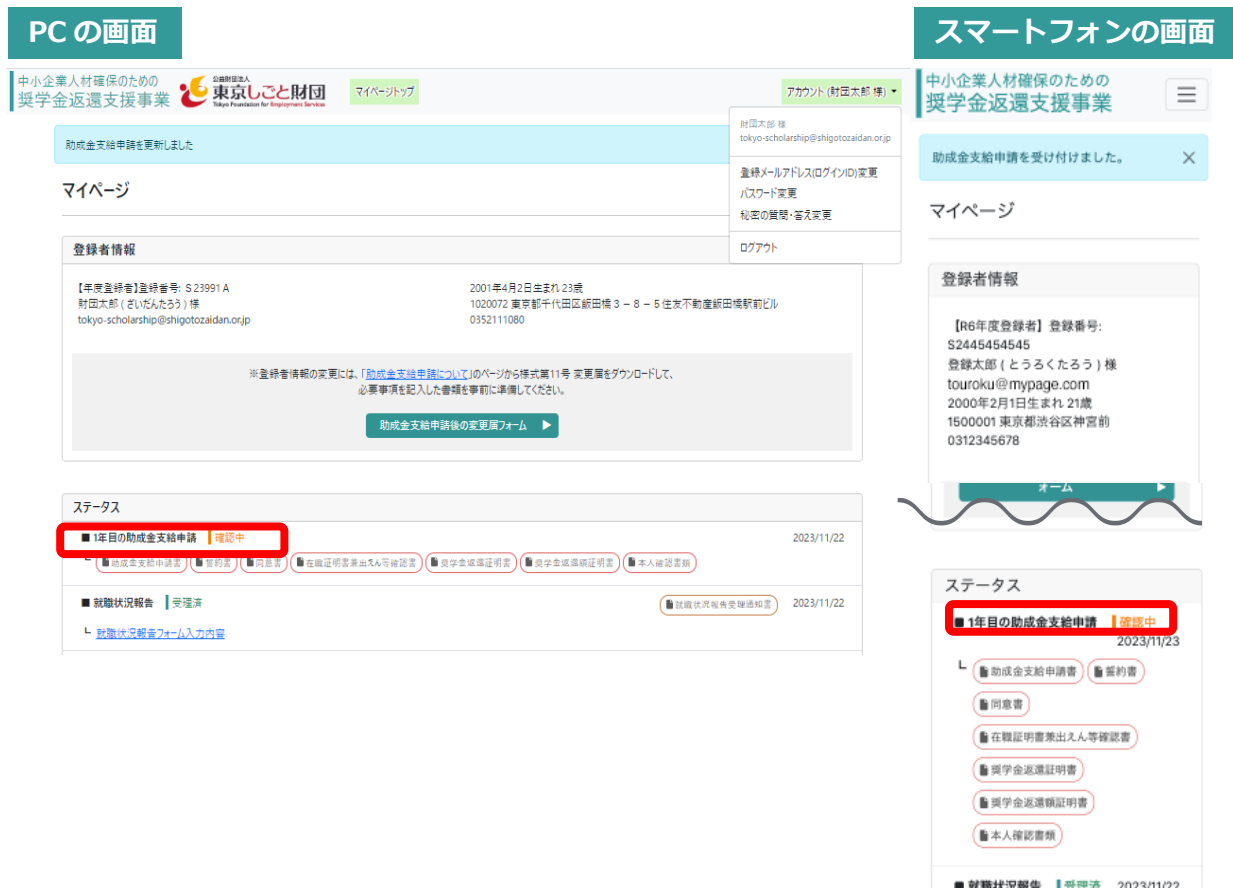 PC の画面
中小企業人材確保のための
奨学金返還支援事業
公益財団法人
東京しごと財団
Tokyo Foundation for Employment Services
マイページトップ
アカウント (財団太郎 様)
財団太郎 様
tokyo-scholarship@shigotozaidan.or.jp
登録メールアドレス(ログインID)変更
パスワード変更
秘密の質問・答え変更
ログアウト
助成金支給申請を更新しました
マイページ
登録者情報
【年度登録者】登録番号: S 23991 A
財団太郎 ( ざいだんたろう ) 様
tokyo-scholarship@shigotozaidan.or.jp
2001年4月2日生まれ 23歳
1020072 東京都千代田区飯田橋 3 － 8 － 5 住友不動産飯田橋駅前ビル
0352111080
※登録者情報の変更には、「助成金支給申請について」のページから様式第11号 変更届をダウンロードして、
必要事項を記入した書類を事前に準備してください。
助成金支給申請後の変更届フォーム ▶
ステータス
■ 1年目の助成金支給申請 確認中 2023/11/22
助成金支給申請書 誓約書 同意書 在職証明書兼出えん等確認書 奨学金返還証明書 奨学金返還額証明書 本人確認書類
■ 就職状況報告 受理済 就職状況報告受理通知書 2023/11/22
└ 就職状況報告フォーム入力内容
スマートフォンの画面
中小企業人材確保のための
奨学金返還支援事業
助成金支給申請を受け付けました。
マイページ
登録者情報
【R6年度登録者】登録番号:
S2445454545
登録太郎 ( とうろくたろう ) 様
touroku@mypage.com
2000年2月1日生まれ 21歳
1500001 東京都渋谷区神宮前
0312345678
ォーム ▶
ステータス
■ 1年目の助成金支給申請 確認中
2023/11/23
助成金支給申請書 誓約書
同意書
在職証明書兼出えん等確認書
奨学金返還証明書
奨学金返還額証明書
本人確認書類
■ 就職状況報告 受理済 2023/11/22